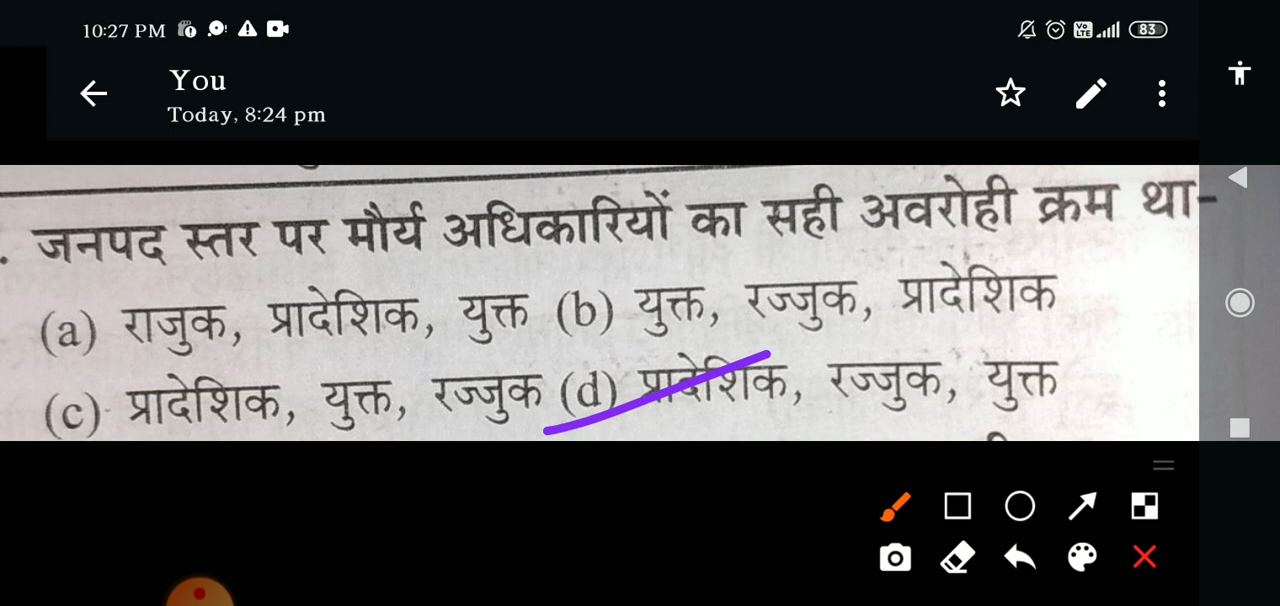 10:27 PM
83
You
Today, 8:24 pm
. जनपद स्तर पर मौर्य अधिकारियों का सही अवरोही क्रम था-
(a) राजुक, प्रादेशिक, युक्त (b) युक्त, रज्जुक, प्रादेशिक
(c) प्रादेशिक, युक्त, रज्जुक (d) प्रादेशिक, रज्जुक, युक्त